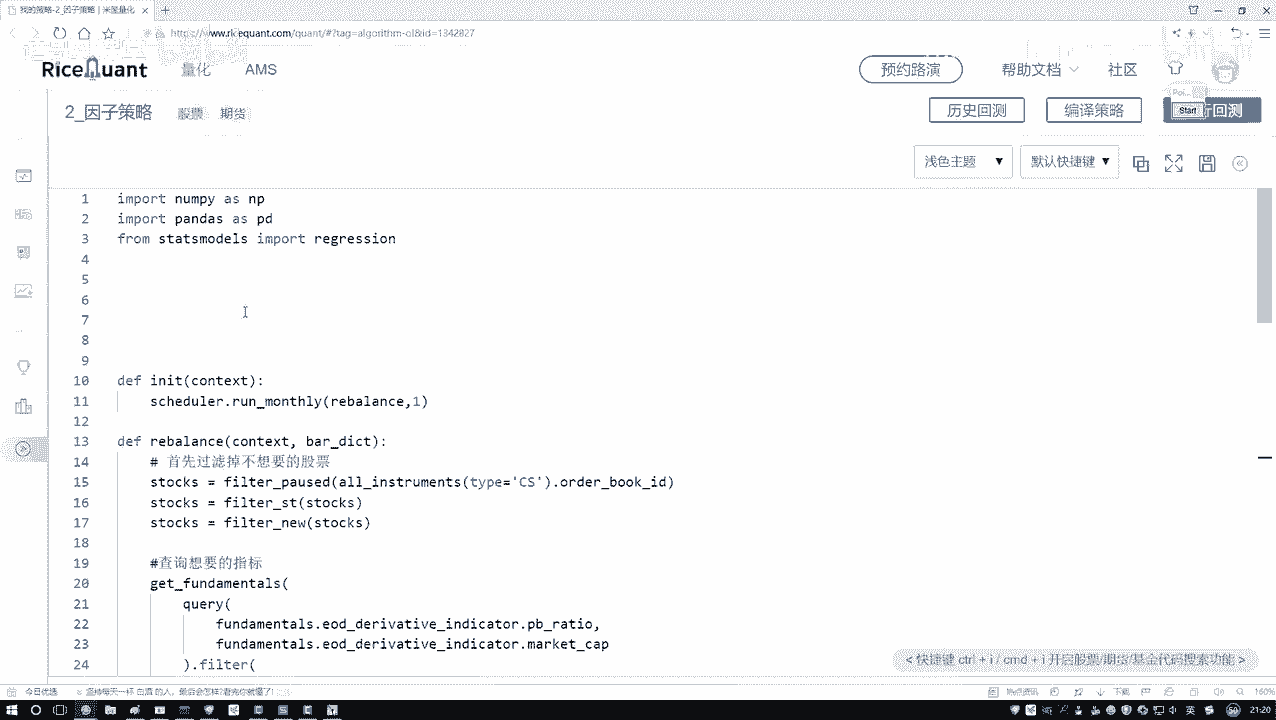 我的策略-2_因子策略 | 米筐量化
https://www.ricequant.com/quant/#?tag=algorithm-ol&id=1342827
RiceQuant 量化 AMS 预约路演 帮助文档 社区
2_因子策略 股票 期货 历史回测 编译策略 Start 回测
浅色主题 默认快捷键
1 import numpy as np
2 import pandas as pd
3 from statsmodels import regression
4
5
6
7
8
9
10 def init(context):
11 scheduler.run_monthly(rebalance,1)
12
13 def rebalance(context, bar_dict):
14 # 首先过滤掉不想要的股票
15 stocks = filter_paused(all_instruments(type='CS').order_book_id)
16 stocks = filter_st(stocks)
17 stocks = filter_new(stocks)
18
19 #查询想要的指标
20 get_fundamentals(
21 query(
22 fundamentals.eod_derivative_indicator.pb_ratio,
23 fundamentals.eod_derivative_indicator.market_cap
24 ).filter(
< 快捷键 ctrl + i / cmd + i 开启股票/期货/基金代码搜索功能 >
今日优选 160%
英 21:20